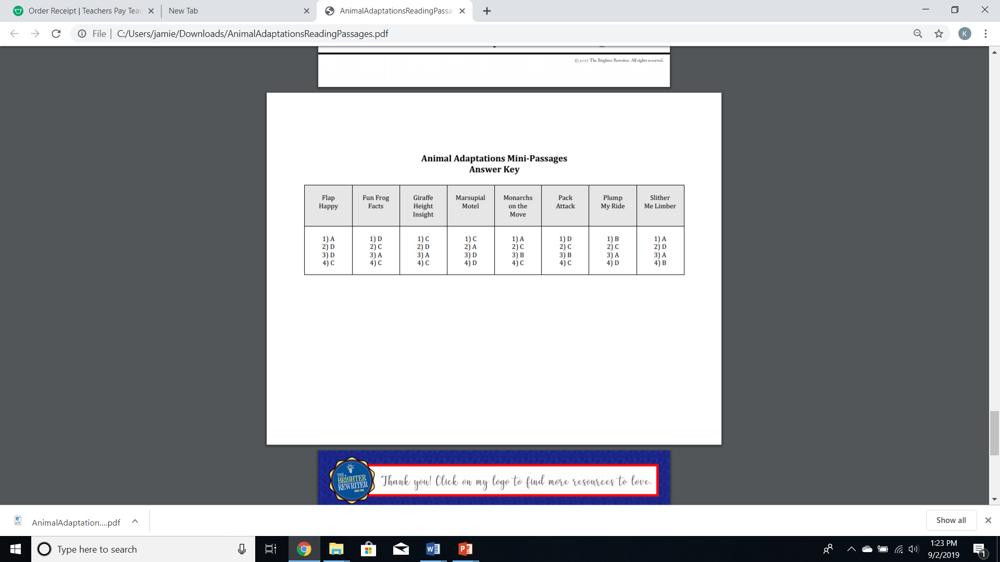 Order Receipt | Teachers Pay Teac
New Tab
AnimalAdaptationsReadingPassa
File | C:/Users/jamie/Downloads/AnimalAdaptationsReadingPassages.pdf
K
© 2017 The Brighter Rewriter. All rights reserved.
Animal Adaptations Mini-Passages
Answer Key
Flap Happy | Fun Frog Facts | Giraffe Height Insight | Marsupial Motel | Monarchs on the Move | Pack Attack | Plump My Ride | Slither Me Limber
1) A 1) D 1) C 1) C 1) A 1) D 1) B 1) A
2) D 2) C 2) D 2) A 2) C 2) C 2) C 2) D
3) D 3) A 3) A 3) D 3) B 3) B 3) A 3) A
4) C 4) C 4) C 4) D 4) C 4) C 4) D 4) B
THE
BRIGHTER
REWRITER
Thank you! Click on my logo to find more resources to love.
AnimalAdaptation....pdf
Show all
Type here to search
1:23 PM
9/2/2019
1